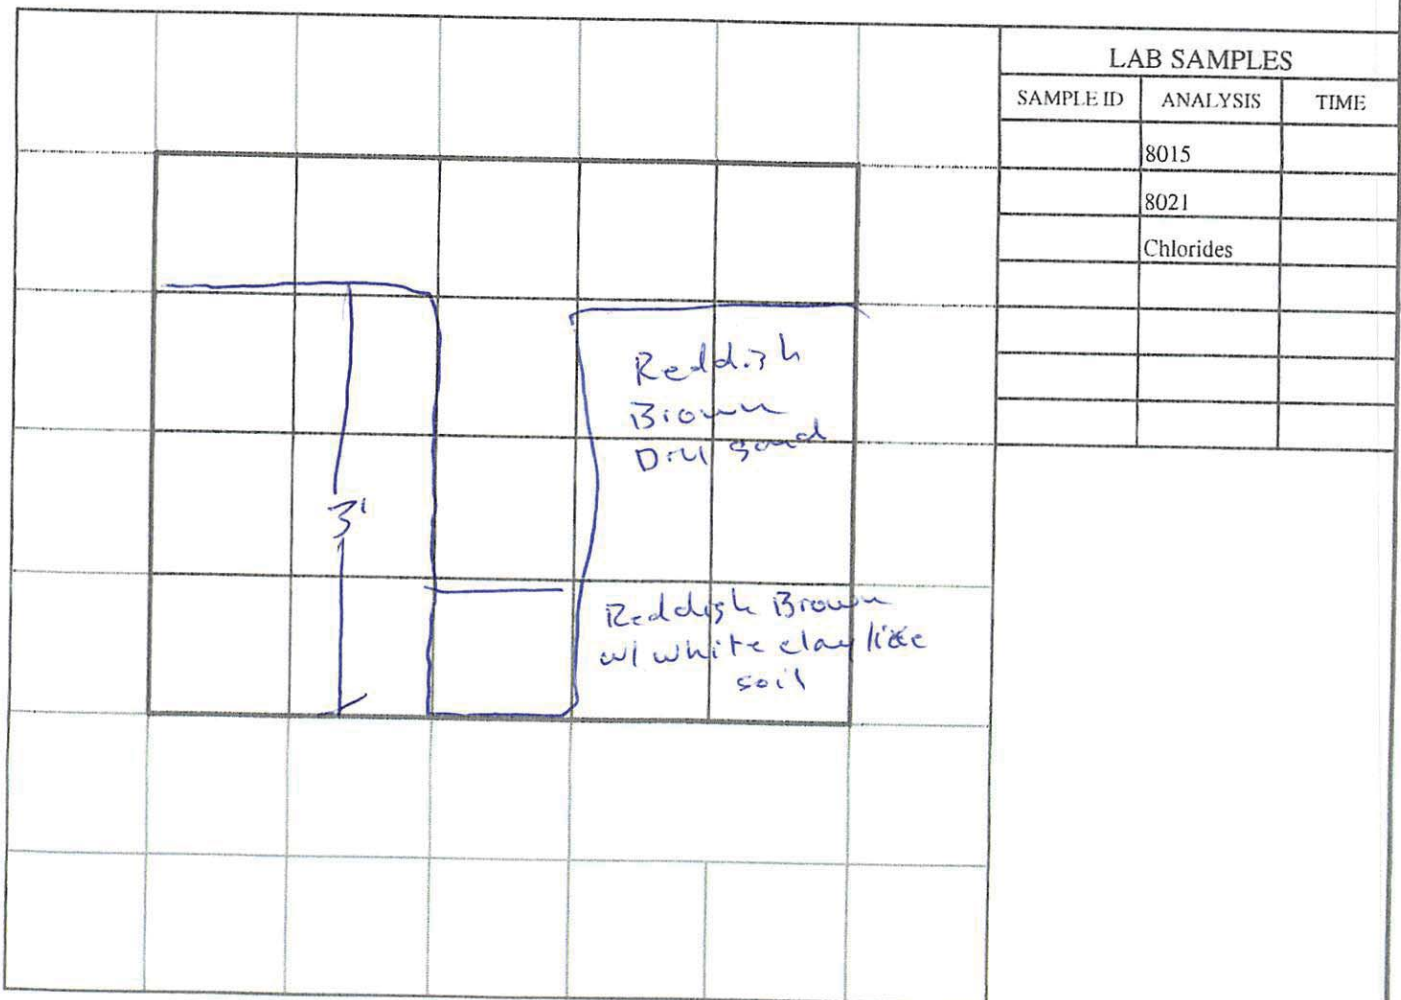 LAB SAMPLES
SAMPLE ID ANALYSIS TIME
8015
8021
Chlorides
Reddish
Brown
sand
3'
Reddish Brown
w/ white clay like
soil